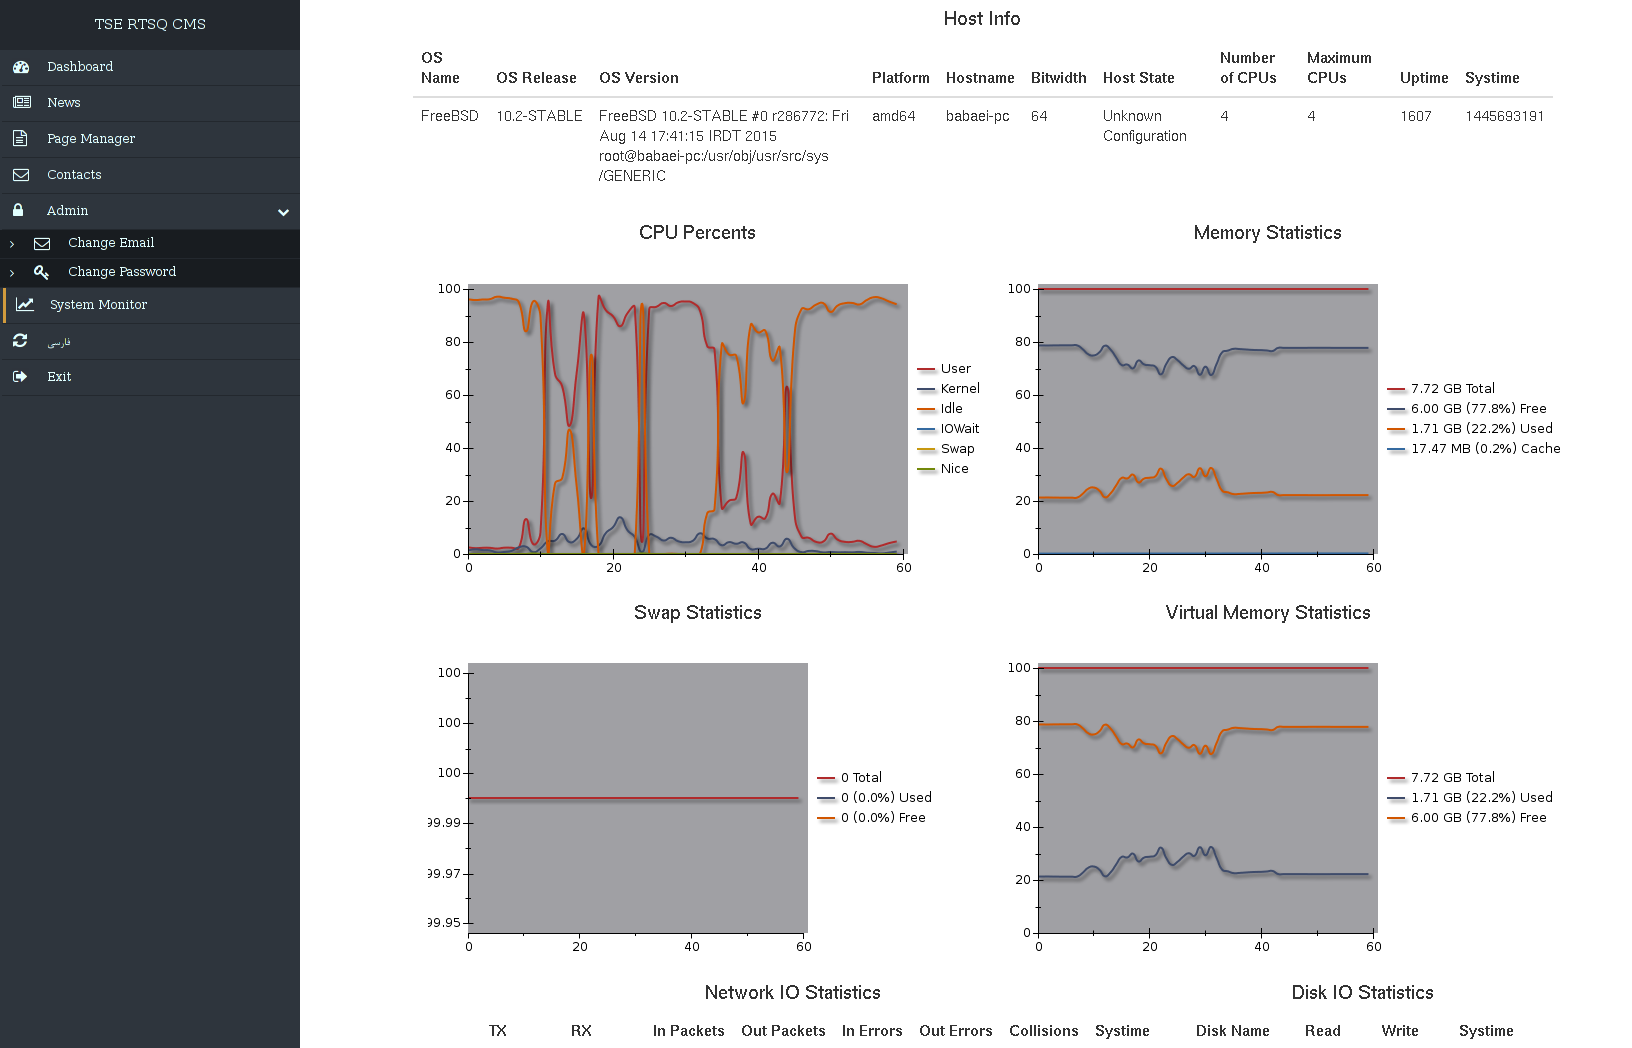 TSE RTSQ CMS
Dashboard
News
Page Manager
Contacts
Admin
Change Email
Change Password
System Monitor
فارسی
Exit
Host Info
OS Name OS Release OS Version Platform Hostname Bitwidth Host State Number of CPUs Maximum CPUs Uptime Systime
FreeBSD 10.2-STABLE FreeBSD 10.2-STABLE #0 r286772: Fri amd64 babaei-pc 64 Unknown 4 4 1607 1445693191
Aug 14 17:41:15 IRDT 2015 Configuration
root@babaei-pc:/usr/obj/usr/src/sys
/GENERIC
CPU Percents
100
80
60
40
20
0
0 20 40 60
User
Kernel
Idle
IOWait
Swap
Nice
Memory Statistics
100
80
60
40
20
0
0 20 40 60
7.72 GB Total
6.00 GB (77.8%) Free
1.71 GB (22.2%) Used
17.47 MB (0.2%) Cache
Swap Statistics
100
100
100
99.99
99.97
99.95
0 20 40 60
0 Total
0 (0.0%) Used
0 (0.0%) Free
Virtual Memory Statistics
100
80
60
40
20
0
0 20 40 60
7.72 GB Total
1.71 GB (22.2%) Used
6.00 GB (77.8%) Free
Network IO Statistics
TX RX In Packets Out Packets In Errors Out Errors Collisions Systime
Disk IO Statistics
Disk Name Read Write Systime